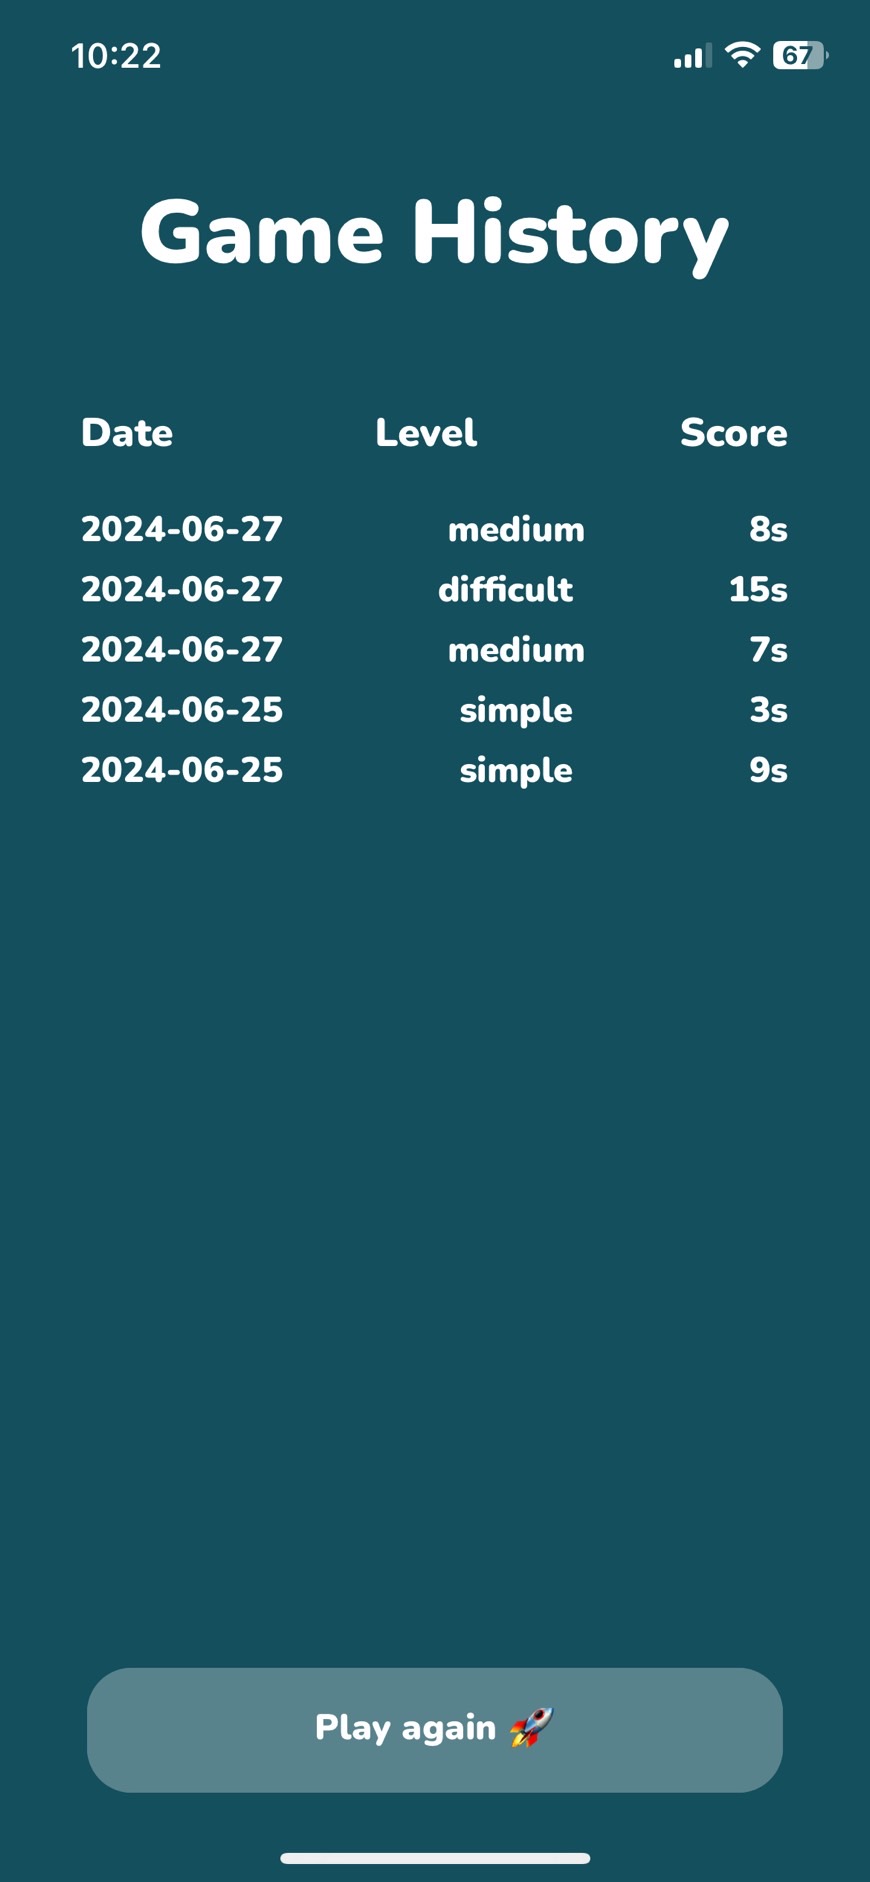 10:22 67
Game History
Date Level Score
2024-06-27 medium 8s
2024-06-27 difficult 15s
2024-06-27 medium 7s
2024-06-25 simple 3s
2024-06-25 simple 9s
Play again 🚀